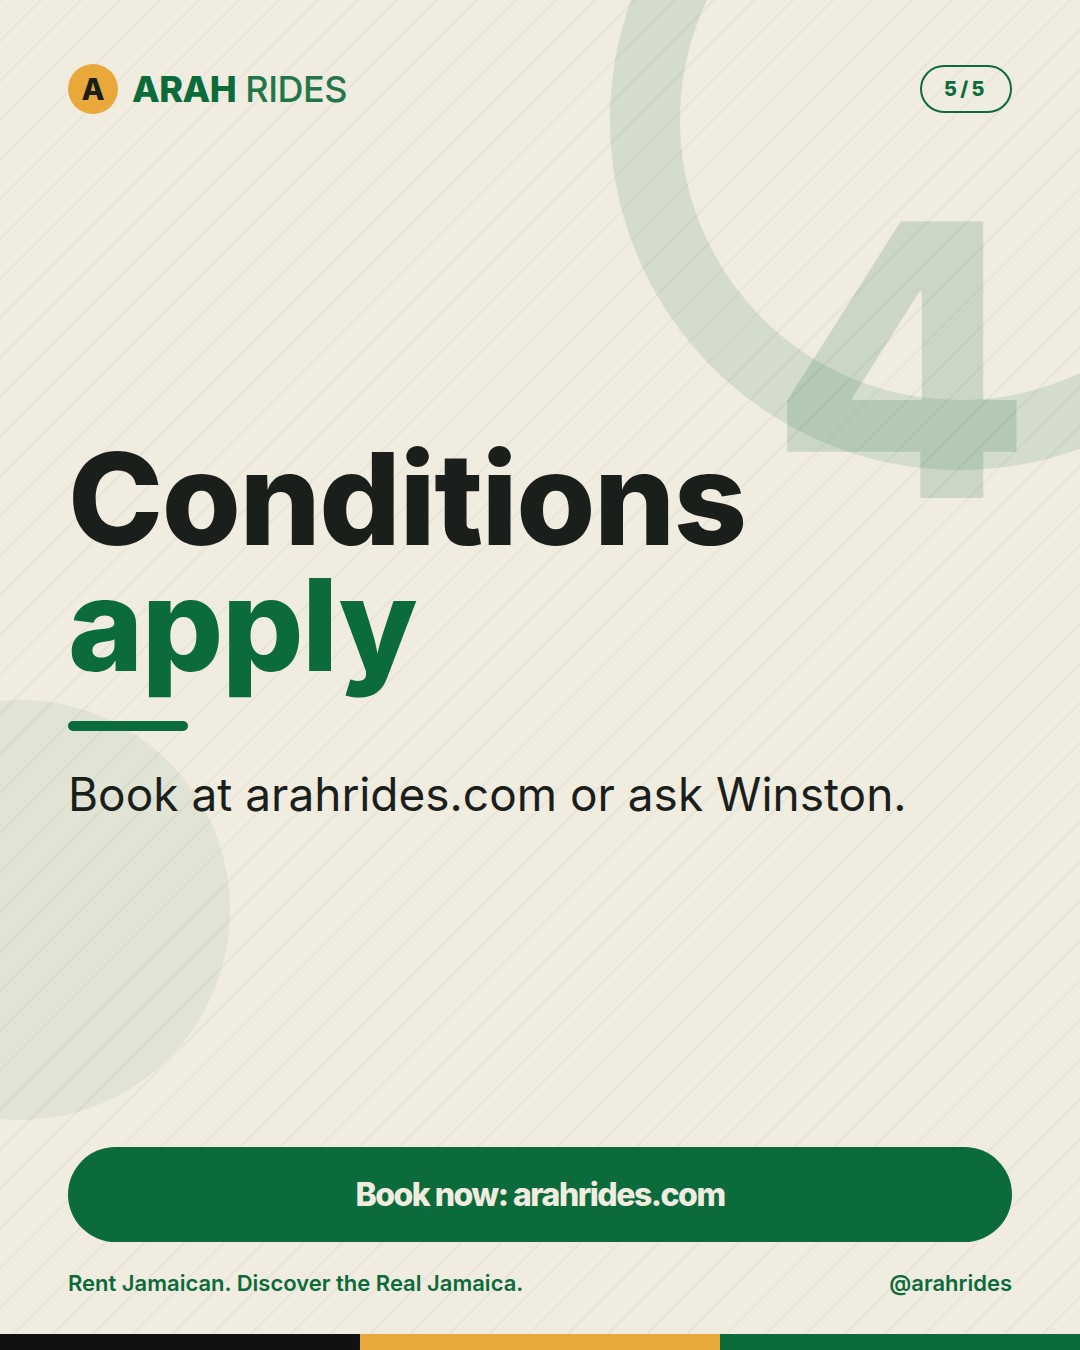 A ARAH RIDES
5/5
4
Conditions
apply
Book at arahrides.com or ask Winston.
Book now: arahrides.com
Rent Jamaican. Discover the Real Jamaica.
@arahrides